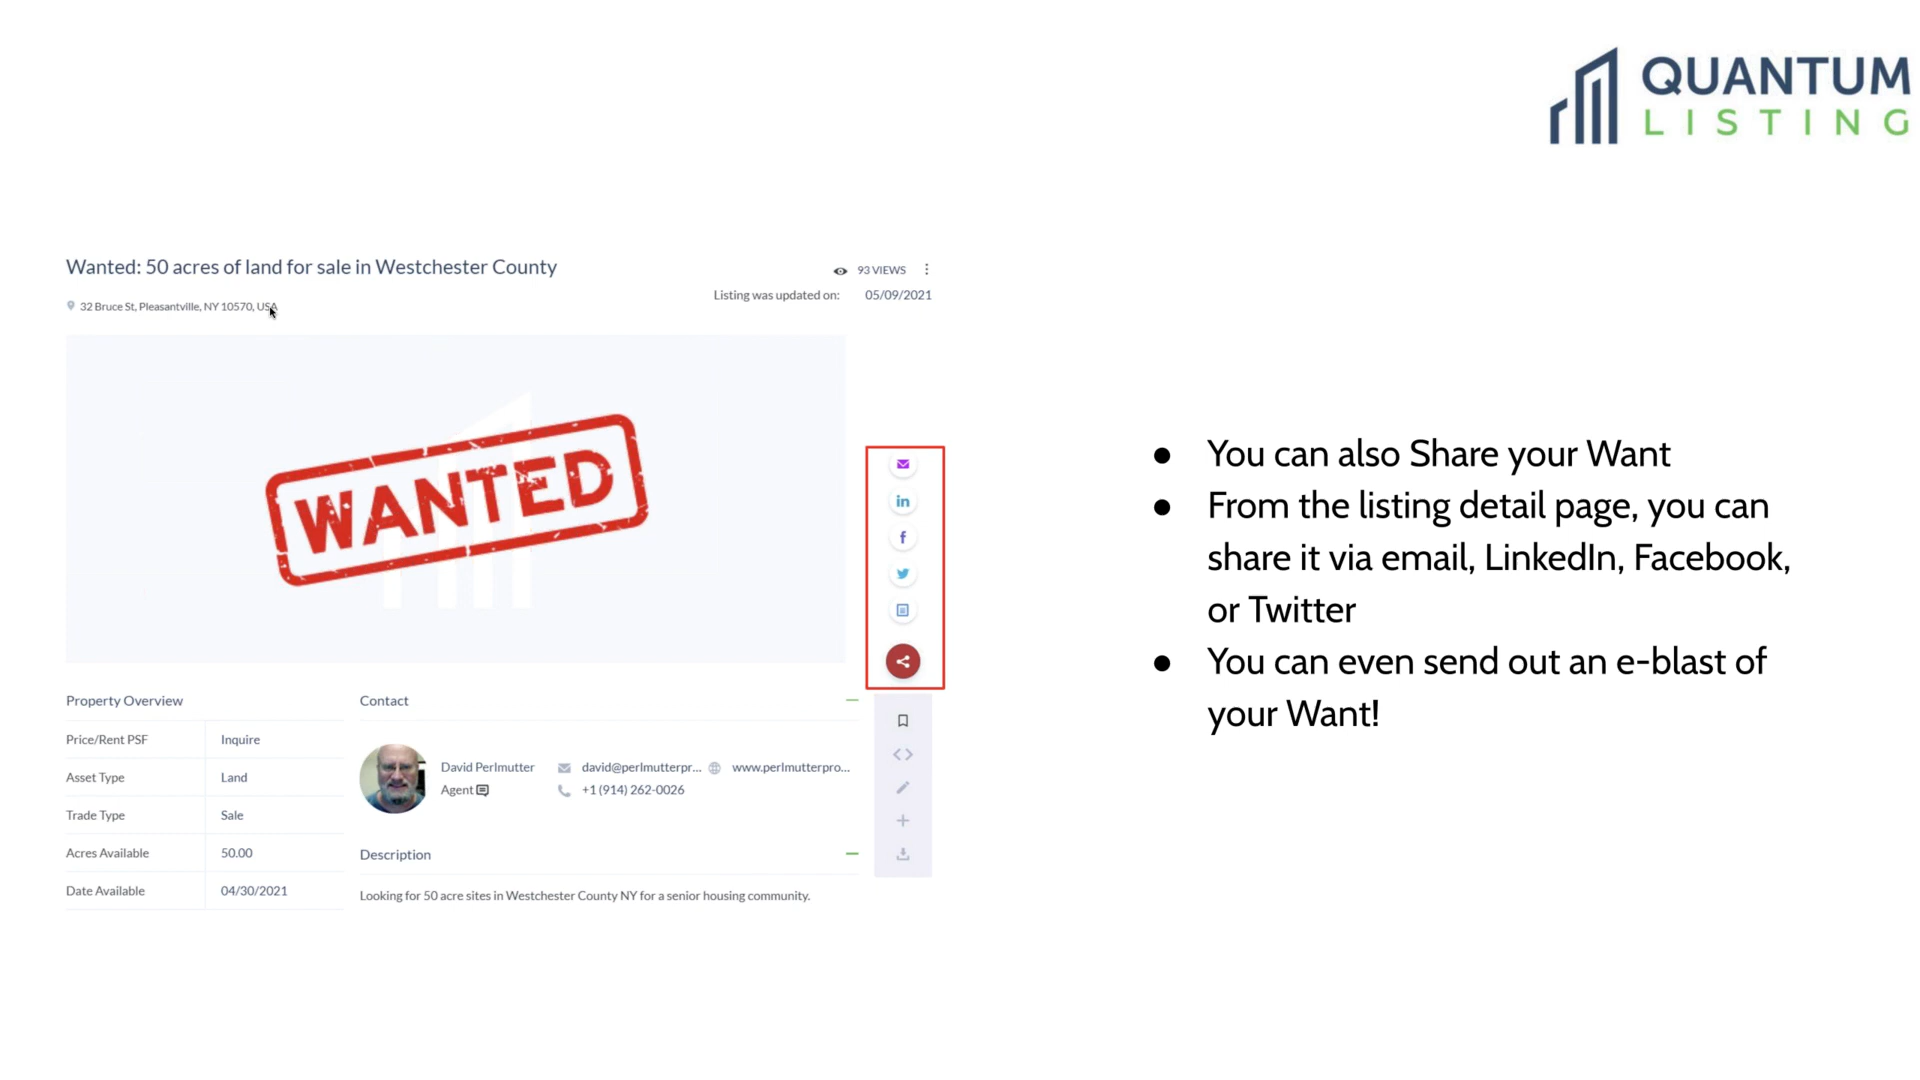 QUANTUM
LISTING
Wanted: 50 acres of land for sale in Westchester County
93 VIEWS
Listing was updated on: 05/09/2021
32 Bruce St, Pleasantville, NY 10570, USA
WANTED
in
f
Property Overview
Price/Rent PSF Inquire
Asset Type Land
Trade Type Sale
Acres Available 50.00
Date Available 04/30/2021
Contact
David Perlmutter david@perlmutterpr... www.perlmutterpro...
Agent +1 (914) 262-0026
Description
Looking for 50 acre sites in Westchester County NY for a senior housing community.
● You can also Share your Want
● From the listing detail page, you can
share it via email, LinkedIn, Facebook,
or Twitter
● You can even send out an e-blast of
your Want!